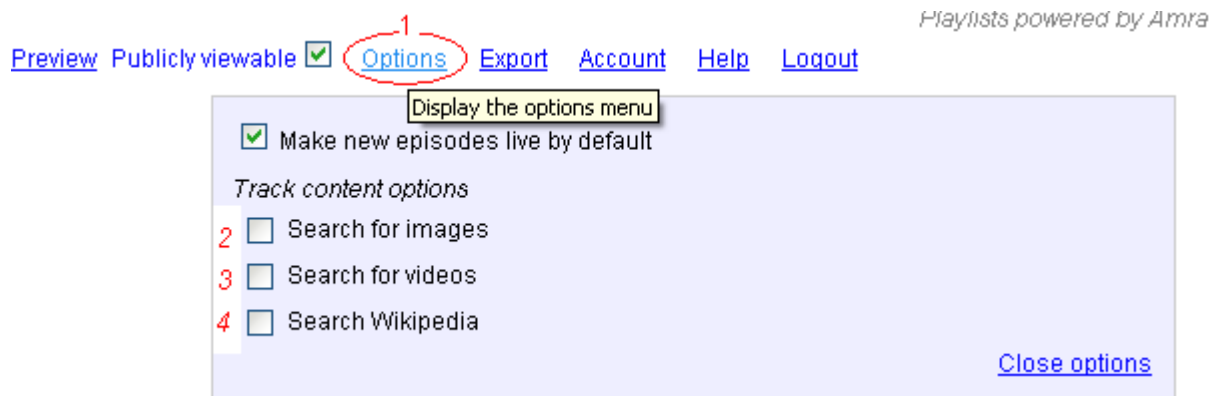 Playlists powered by Amra
1
Preview Publicly viewable Options Export Account Help Logout
Display the options menu
Make new episodes live by default
Track content options
2 Search for images
3 Search for videos
4 Search Wikipedia
Close options